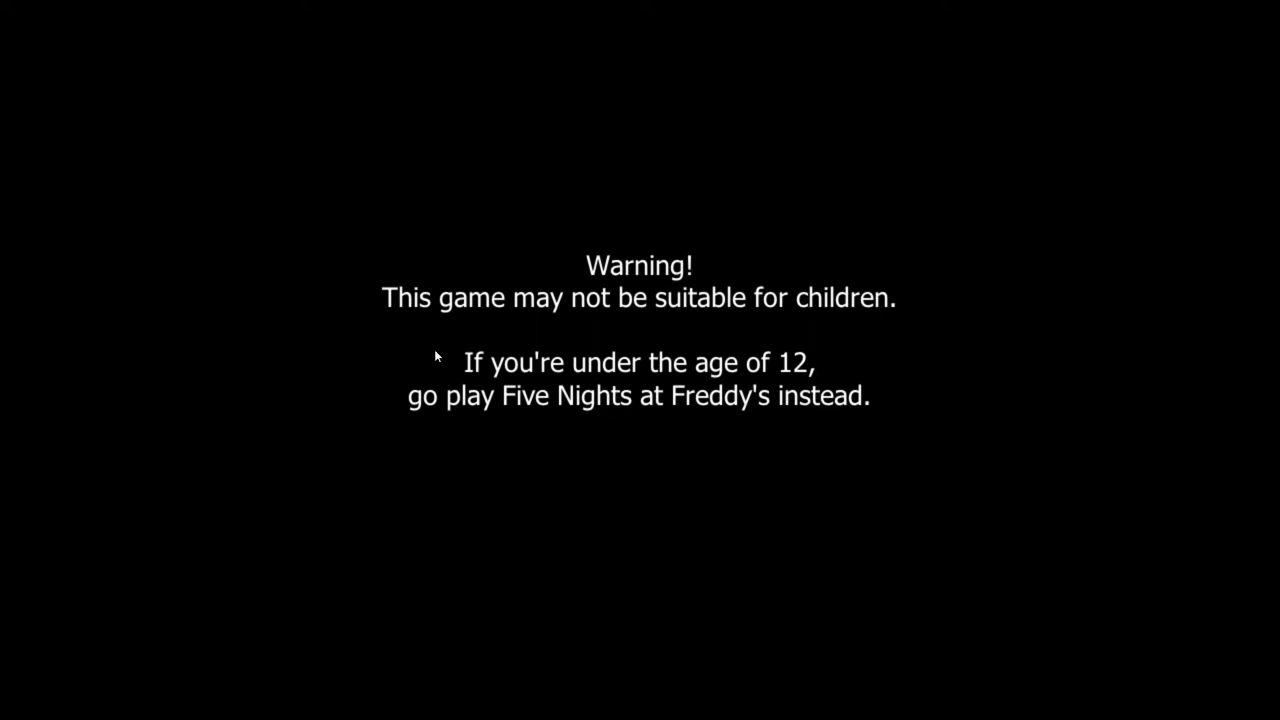 Warning!
This game may not be suitable for children.
If you're under the age of 12,
go play Five Nights at Freddy's instead.